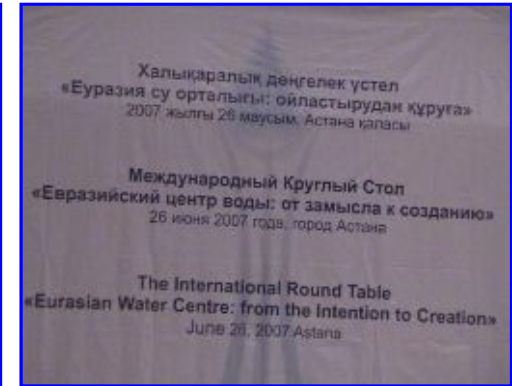 Халықаралық дөңгелек үстел
«Еуразия су орталығы: ойластырудан құруға»
2007 жылғы 26 маусым, Астана қаласы
Международный Круглый Стол
«Евразийский центр воды: от замысла к созданию»
26 июня 2007 года, город Астана
The International Round Table
«Eurasian Water Centre: from the Intention to Creation»
June 26, 2007 Astana